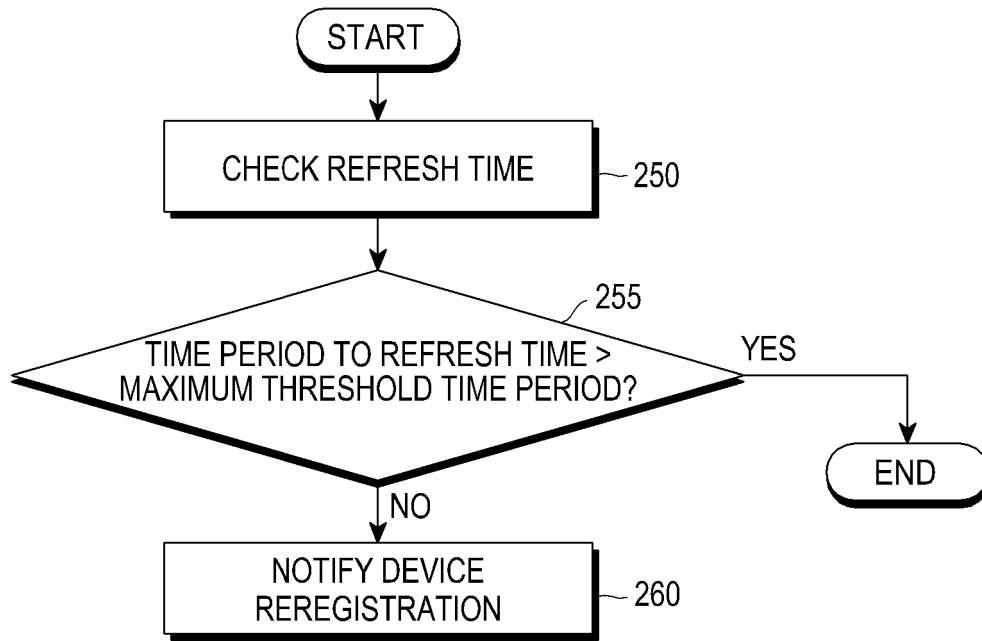 START
CHECK REFRESH TIME
250
255
TIME PERIOD TO REFRESH TIME >
MAXIMUM THRESHOLD TIME PERIOD?
YES
END
NO
NOTIFY DEVICE
REREGISTRATION
260